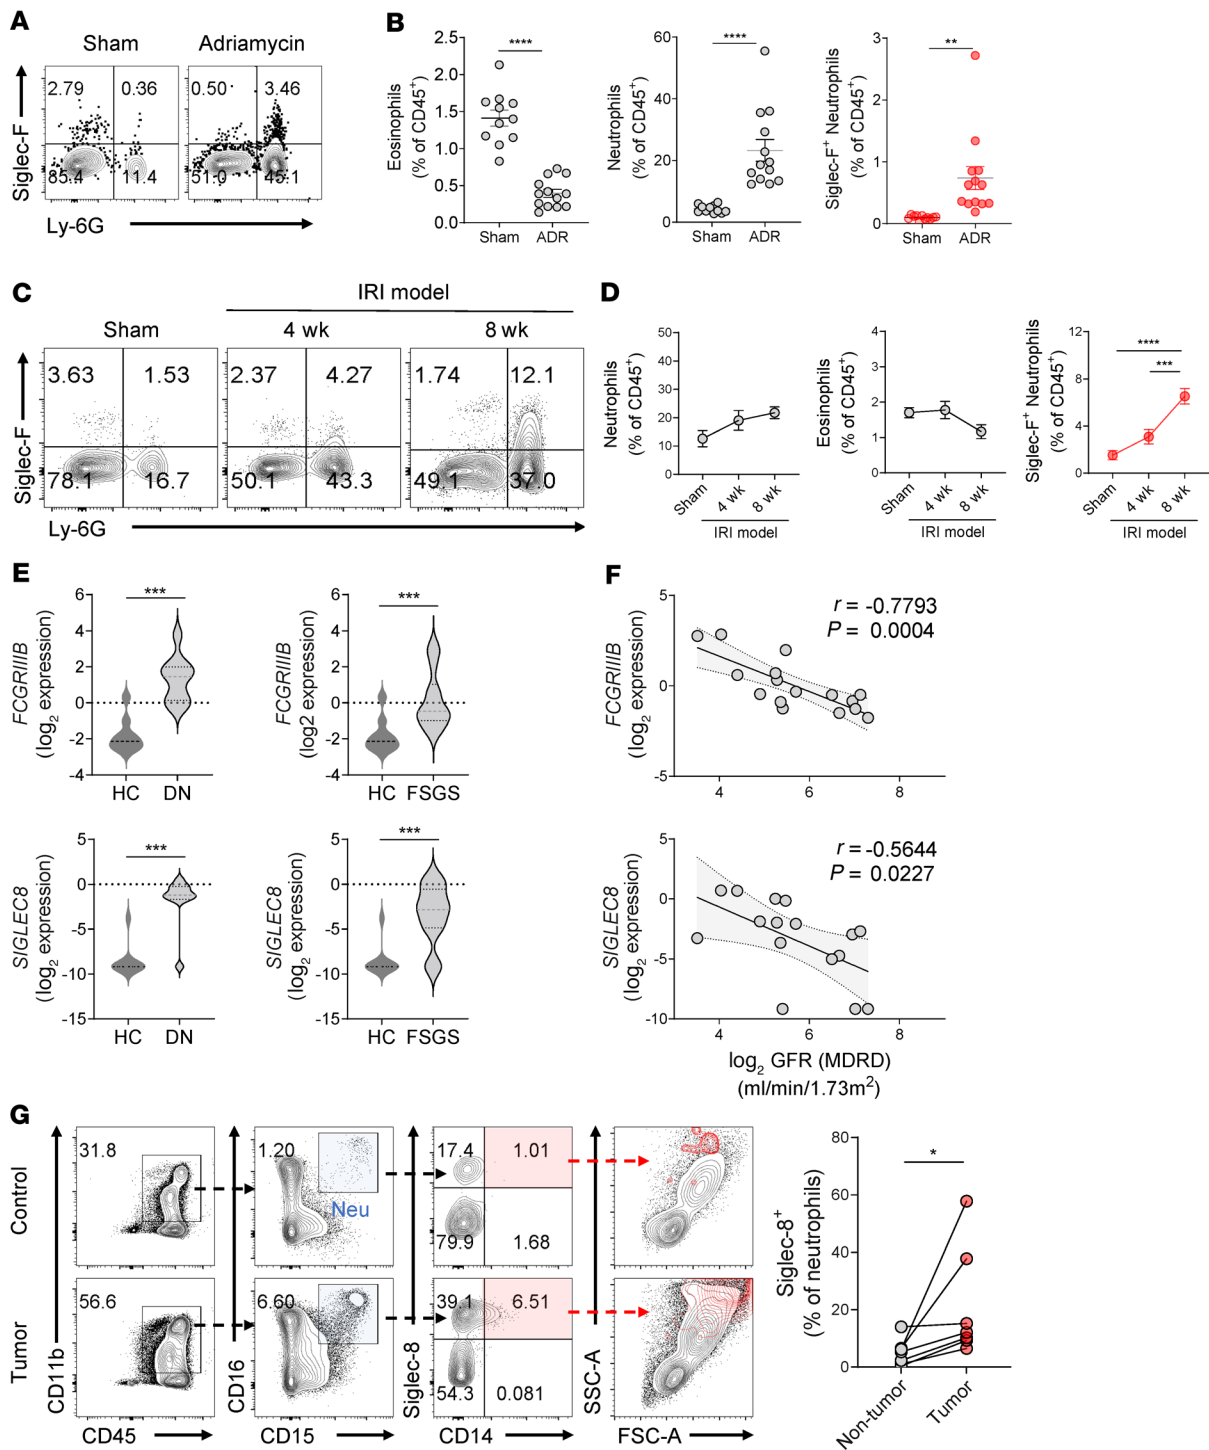 A
Sham
Adriamycin
Siglec-F
2.79
0.36
0.50
3.46
85.4
11.4
51.0
45.1
Ly-6G
B
Eosinophils
(% of CD45+)
2.5
2.0
1.5
1.0
0.5
0.0
****
Sham
ADR
Neutrophils
(% of CD45+)
60
40
20
0
****
Sham
ADR
Siglec-F+ Neutrophils
(% of CD45+)
3
2
1
0
**
Sham
ADR
C
IRI model
Sham
4 wk
8 wk
Siglec-F
3.63
1.53
2.37
4.27
1.74
12.1
78.1
16.7
50.1
43.3
49.1
37.0
Ly-6G
D
Neutrophils
(% of CD45+)
50
40
30
20
10
0
Sham
4 wk
8 wk
IRI model
Eosinophils
(% of CD45+)
4
3
2
1
0
Sham
4 wk
8 wk
IRI model
Siglec-F+ Neutrophils
(% of CD45+)
12
8
4
0
****
***
Sham
4 wk
8 wk
IRI model
E
FCGRIIIB
(log2 expression)
6
4
2
0
-2
-4
***
HC
DN
FCGRIIIB
(log2 expression)
6
4
2
0
-2
-4
***
HC
FSGS
SIGLEC8
(log2 expression)
5
0
-5
-10
-15
***
HC
DN
SIGLEC8
(log2 expression)
5
0
-5
-10
-15
***
HC
FSGS
F
FCGRIIIB
(log2 expression)
5
0
-5
r = -0.7793
P = 0.0004
4
6
8
SIGLEC8
(log2 expression)
5
0
-5
-10
r = -0.5644
P = 0.0227
4
6
8
log2 GFR (MDRD)
(ml/min/1.73m2)
G
Control
31.8
1.20
Neu
17.4
1.01
79.9
1.68
Tumor
56.6
6.60
39.1
6.51
54.3
0.081
CD11b
CD16
Siglec-8
SSC-A
CD45
CD15
CD14
FSC-A
Siglec-8+
(% of neutrophils)
80
60
40
20
0
*
Non-tumor
Tumor